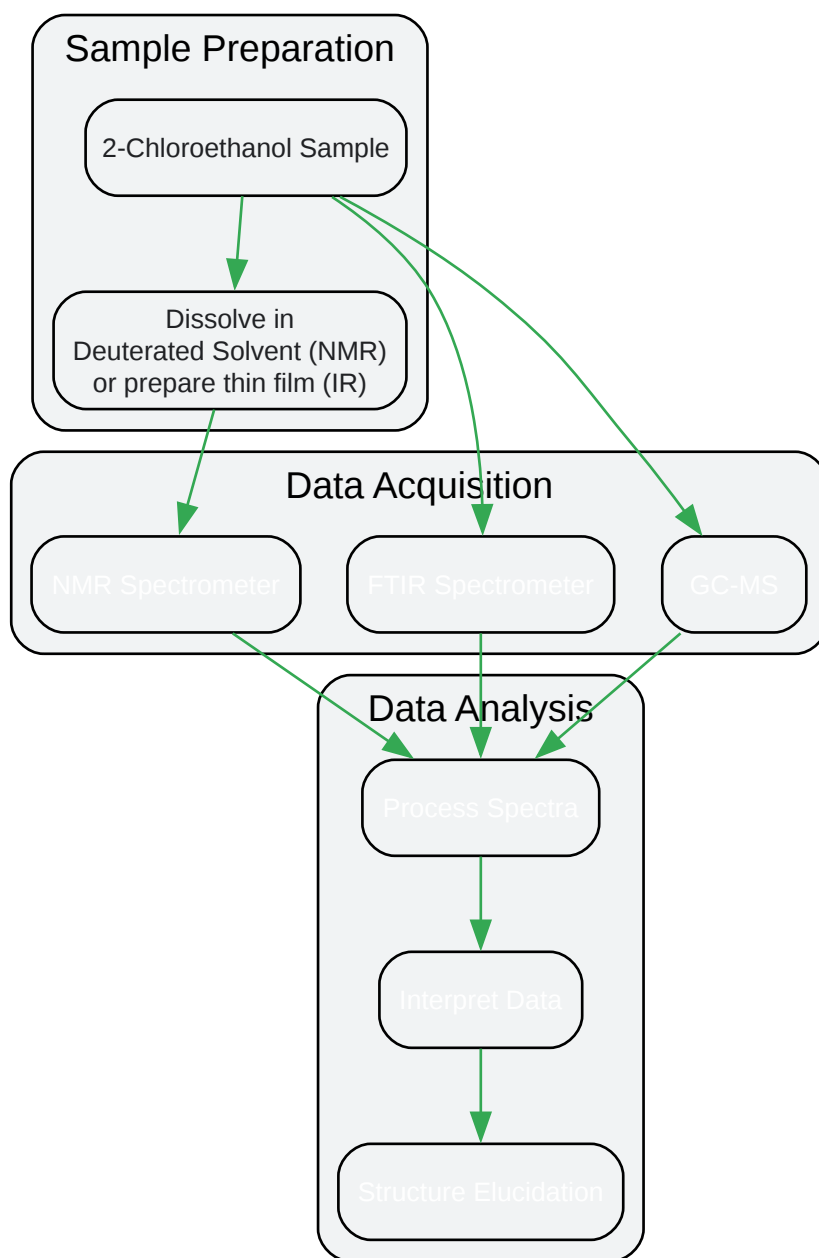 Sample Preparation
2-Chloroethanol Sample
Dissolve in
Deuterated Solvent (NMR)
or prepare thin film (IR)
Data Acquisition
NMR Spectrometer
FTIR Spectrometer
GC-MS
Data Analysis
Process Spectra
Interpret Data
Structure Elucidation